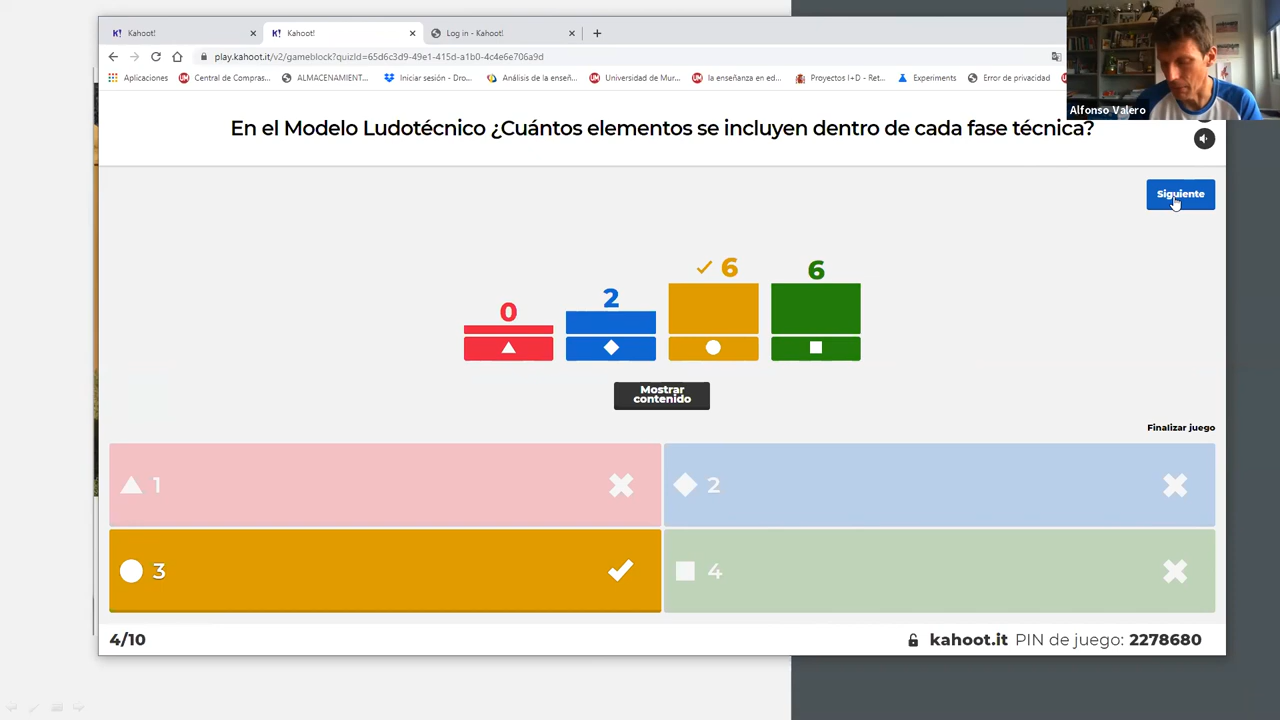 Kahoot!
Kahoot!
Log in - Kahoot!
play.kahoot.it/v2/gameblock?quizId=65d6c3d9-49e1-415d-a1b0-4c4e6e706a9d
Aplicaciones
Central de Compras...
ALMACENAMIENT...
Iniciar sesión - Dro...
Análisis de la enseñ...
Universidad de Mur...
la enseñanza en ed...
Proyectos I+D - Ret...
Experiments
Error de privacidad
Alfonso Valero
En el Modelo Ludotécnico ¿Cuántos elementos se incluyen dentro de cada fase técnica?
Siguiente
0
2
6
6
Mostrar
contenido
Finalizar juego
1
2
3
4
4/10
kahoot.it PIN de juego: 2278680